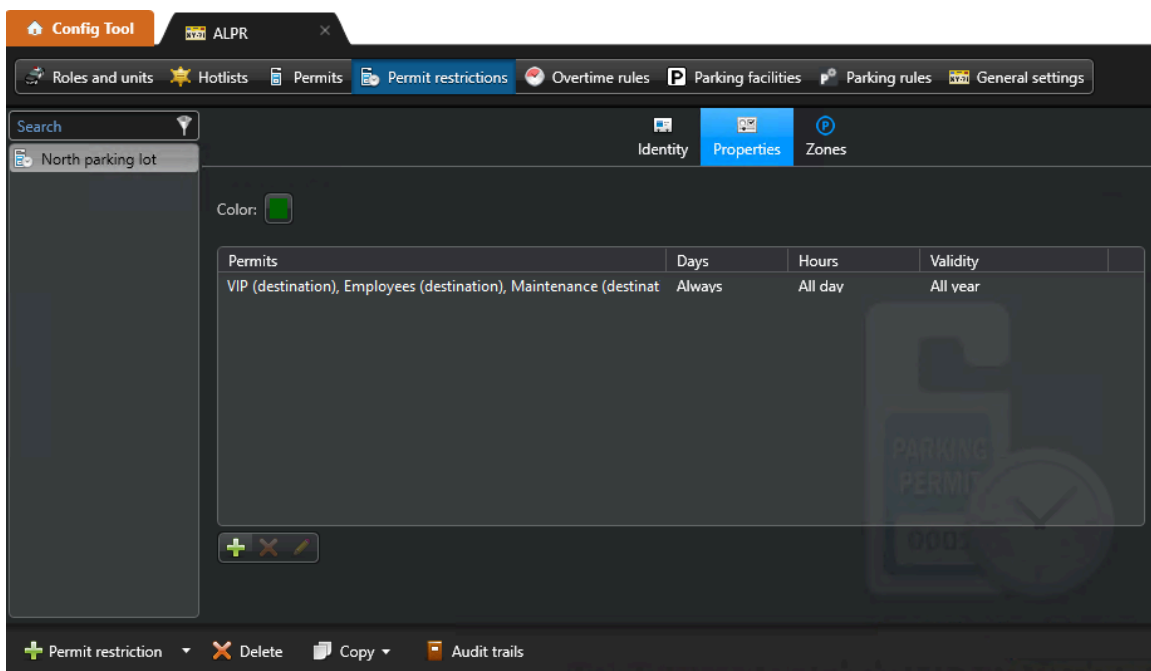 Config Tool
ALPR
Roles and units Hotlists Permits Permit restrictions Overtime rules Parking facilities Parking rules General settings
Search
North parking lot
Identity Properties Zones
Color:
Permits Days Hours Validity
VIP (destination), Employees (destination), Maintenance (destinat Always All day All year
PARKING
PERMIT
Permit restriction Delete Copy Audit trails